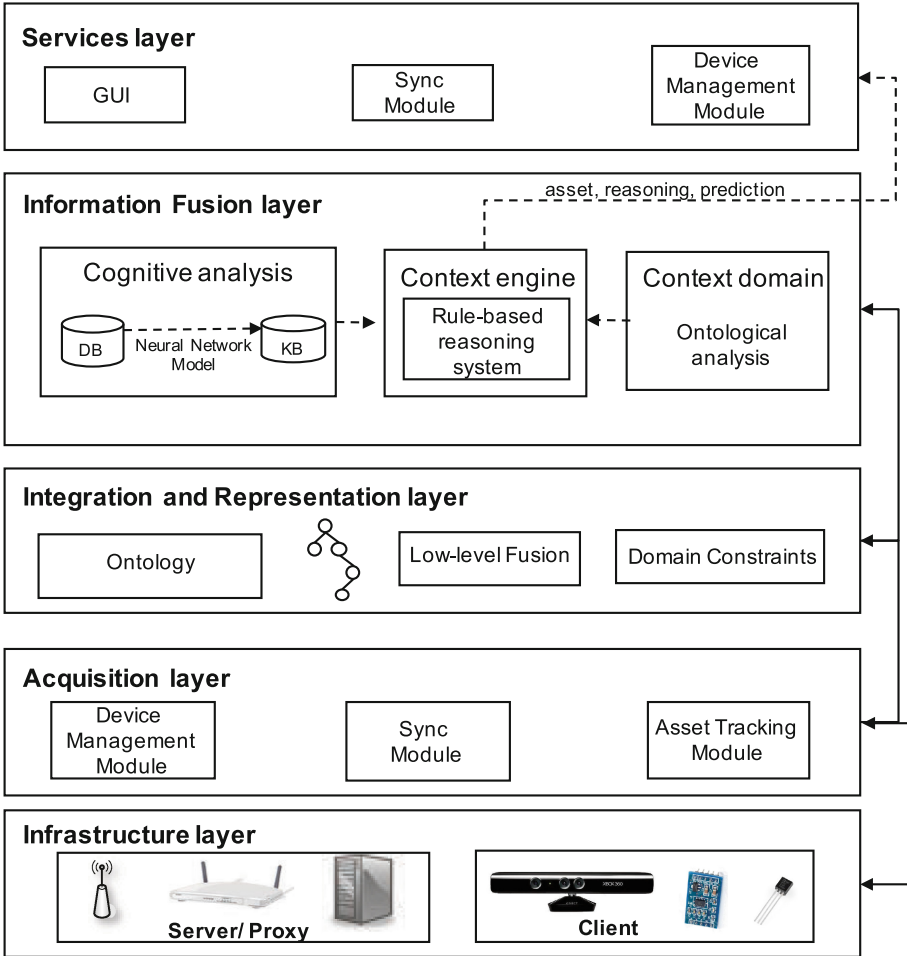 Services layer
GUI
Sync
Module
Device
Management
Module
asset, reasoning, prediction
Information Fusion layer
Cognitive analysis
DB
Neural Network
Model
KB
Context engine
Rule-based
reasoning
system
Context domain
Ontological
analysis
Integration and Representation layer
Ontology
Low-level Fusion
Domain Constraints
Acquisition layer
Device
Management
Module
Sync
Module
Asset Tracking
Module
Infrastructure layer
Server/ Proxy
XBOX 360
Client